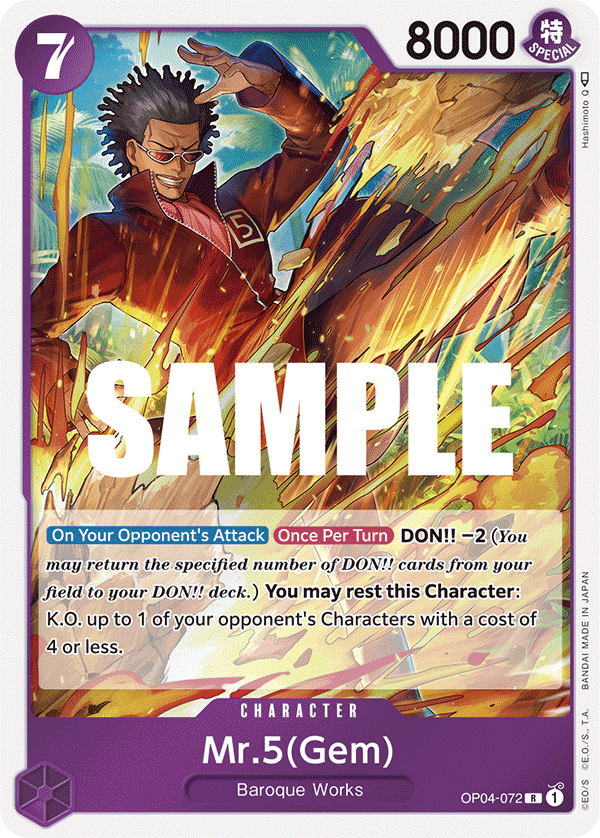 7
8000
特
SPECIAL
Hashimoto Q
SAMPLE
5
On Your Opponent's Attack Once Per Turn DON!! −2 (You
may return the specified number of DON!! cards from your
field to your DON!! deck.) You may rest this Character:
K.O. up to 1 of your opponent's Characters with a cost of
4 or less.
CHARACTER
Mr.5(Gem)
Baroque Works
OP04-072 R 1
©EO/S ©E.O./S., T.A. BANDAI MADE IN JAPAN